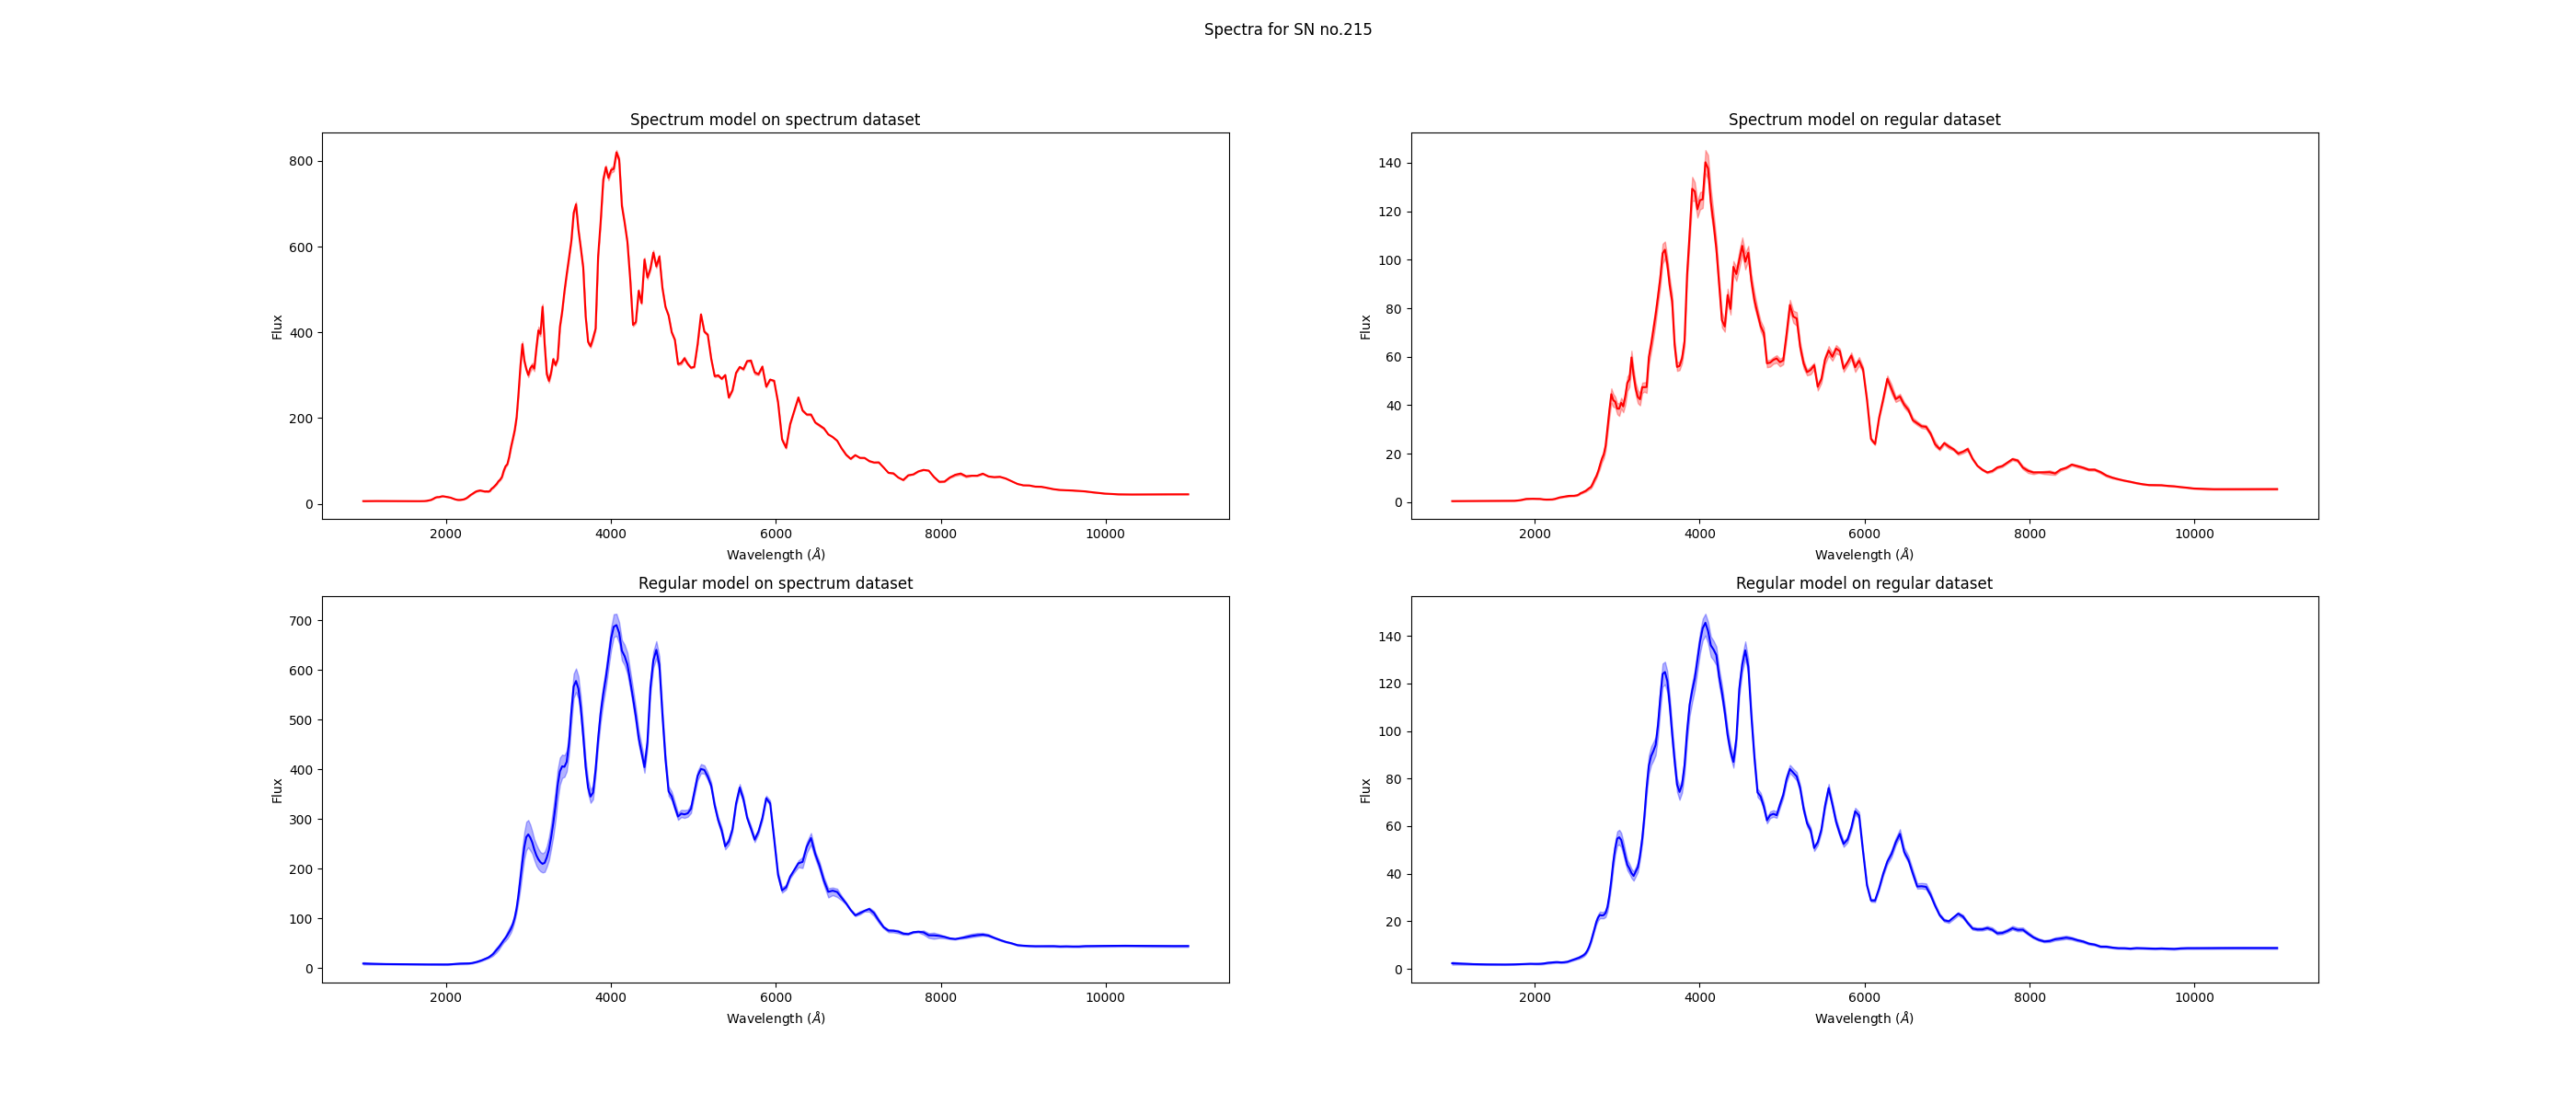 Spectra for SN no.215
Spectrum model on spectrum dataset
800
600
400
200
0
Flux
2000 4000 6000 8000 10000
Wavelength (Å)
Spectrum model on regular dataset
140
120
100
80
60
40
20
0
Flux
2000 4000 6000 8000 10000
Wavelength (Å)
Regular model on spectrum dataset
700
600
500
400
300
200
100
0
Flux
2000 4000 6000 8000 10000
Wavelength (Å)
Regular model on regular dataset
140
120
100
80
60
40
20
0
Flux
2000 4000 6000 8000 10000
Wavelength (Å)